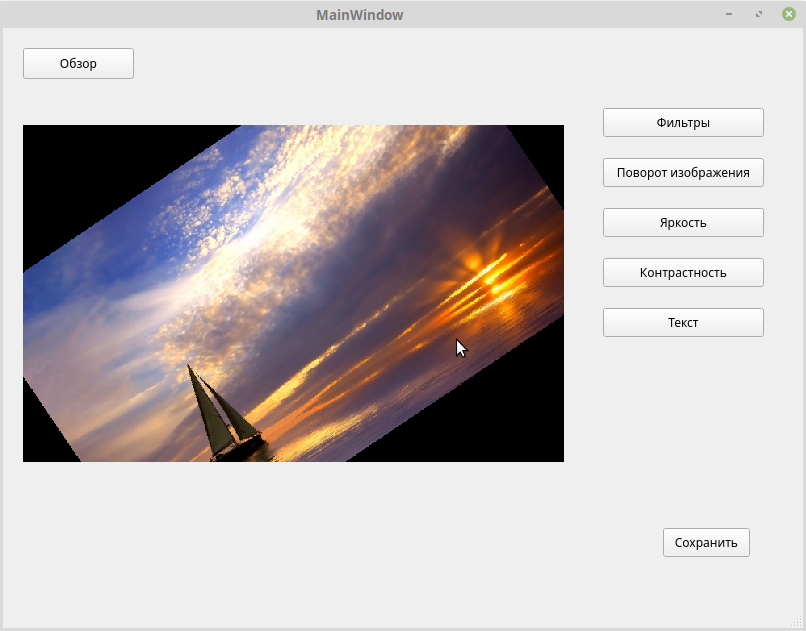 MainWindow
Обзор
Фильтры
Поворот изображения
Яркость
Контрастность
Текст
Сохранить